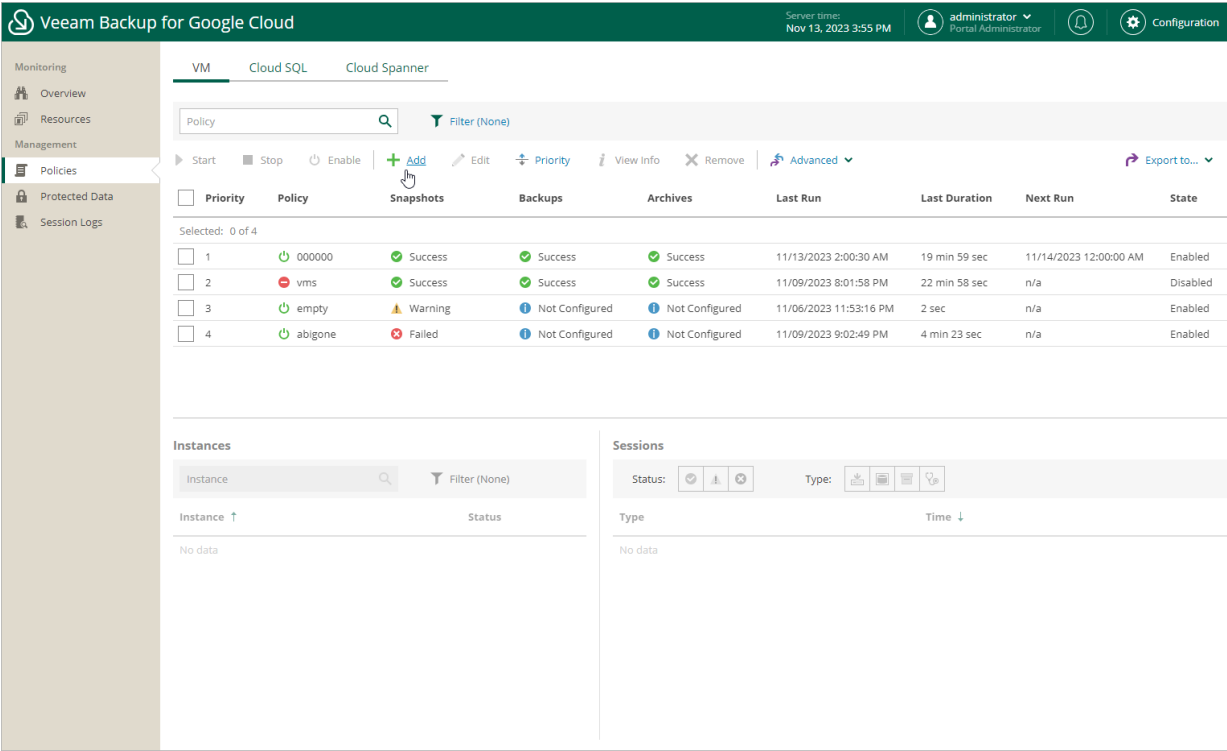 Veeam Backup for Google Cloud
Server time:
Nov 13, 2023 3:55 PM
administrator
Portal Administrator
Configuration
Monitoring
Overview
Resources
Management
Policies
Protected Data
Session Logs
VM Cloud SQL Cloud Spanner
Policy Filter (None)
Start Stop Enable Add Edit Priority View Info Remove Advanced Export to...
Priority Policy Snapshots Backups Archives Last Run Last Duration Next Run State
Selected: 0 of 4
1 000000 Success Success Success 11/13/2023 2:00:30 AM 19 min 59 sec 11/14/2023 12:00:00 AM Enabled
2 vms Success Success Success 11/09/2023 8:01:58 PM 22 min 58 sec n/a Disabled
3 empty Warning Not Configured Not Configured 11/06/2023 11:53:16 PM 2 sec n/a Enabled
4 abigone Failed Not Configured Not Configured 11/09/2023 9:02:49 PM 4 min 23 sec n/a Enabled
Instances
Instance Filter (None)
Instance Status
No data
Sessions
Status: Type:
Type Time
No data